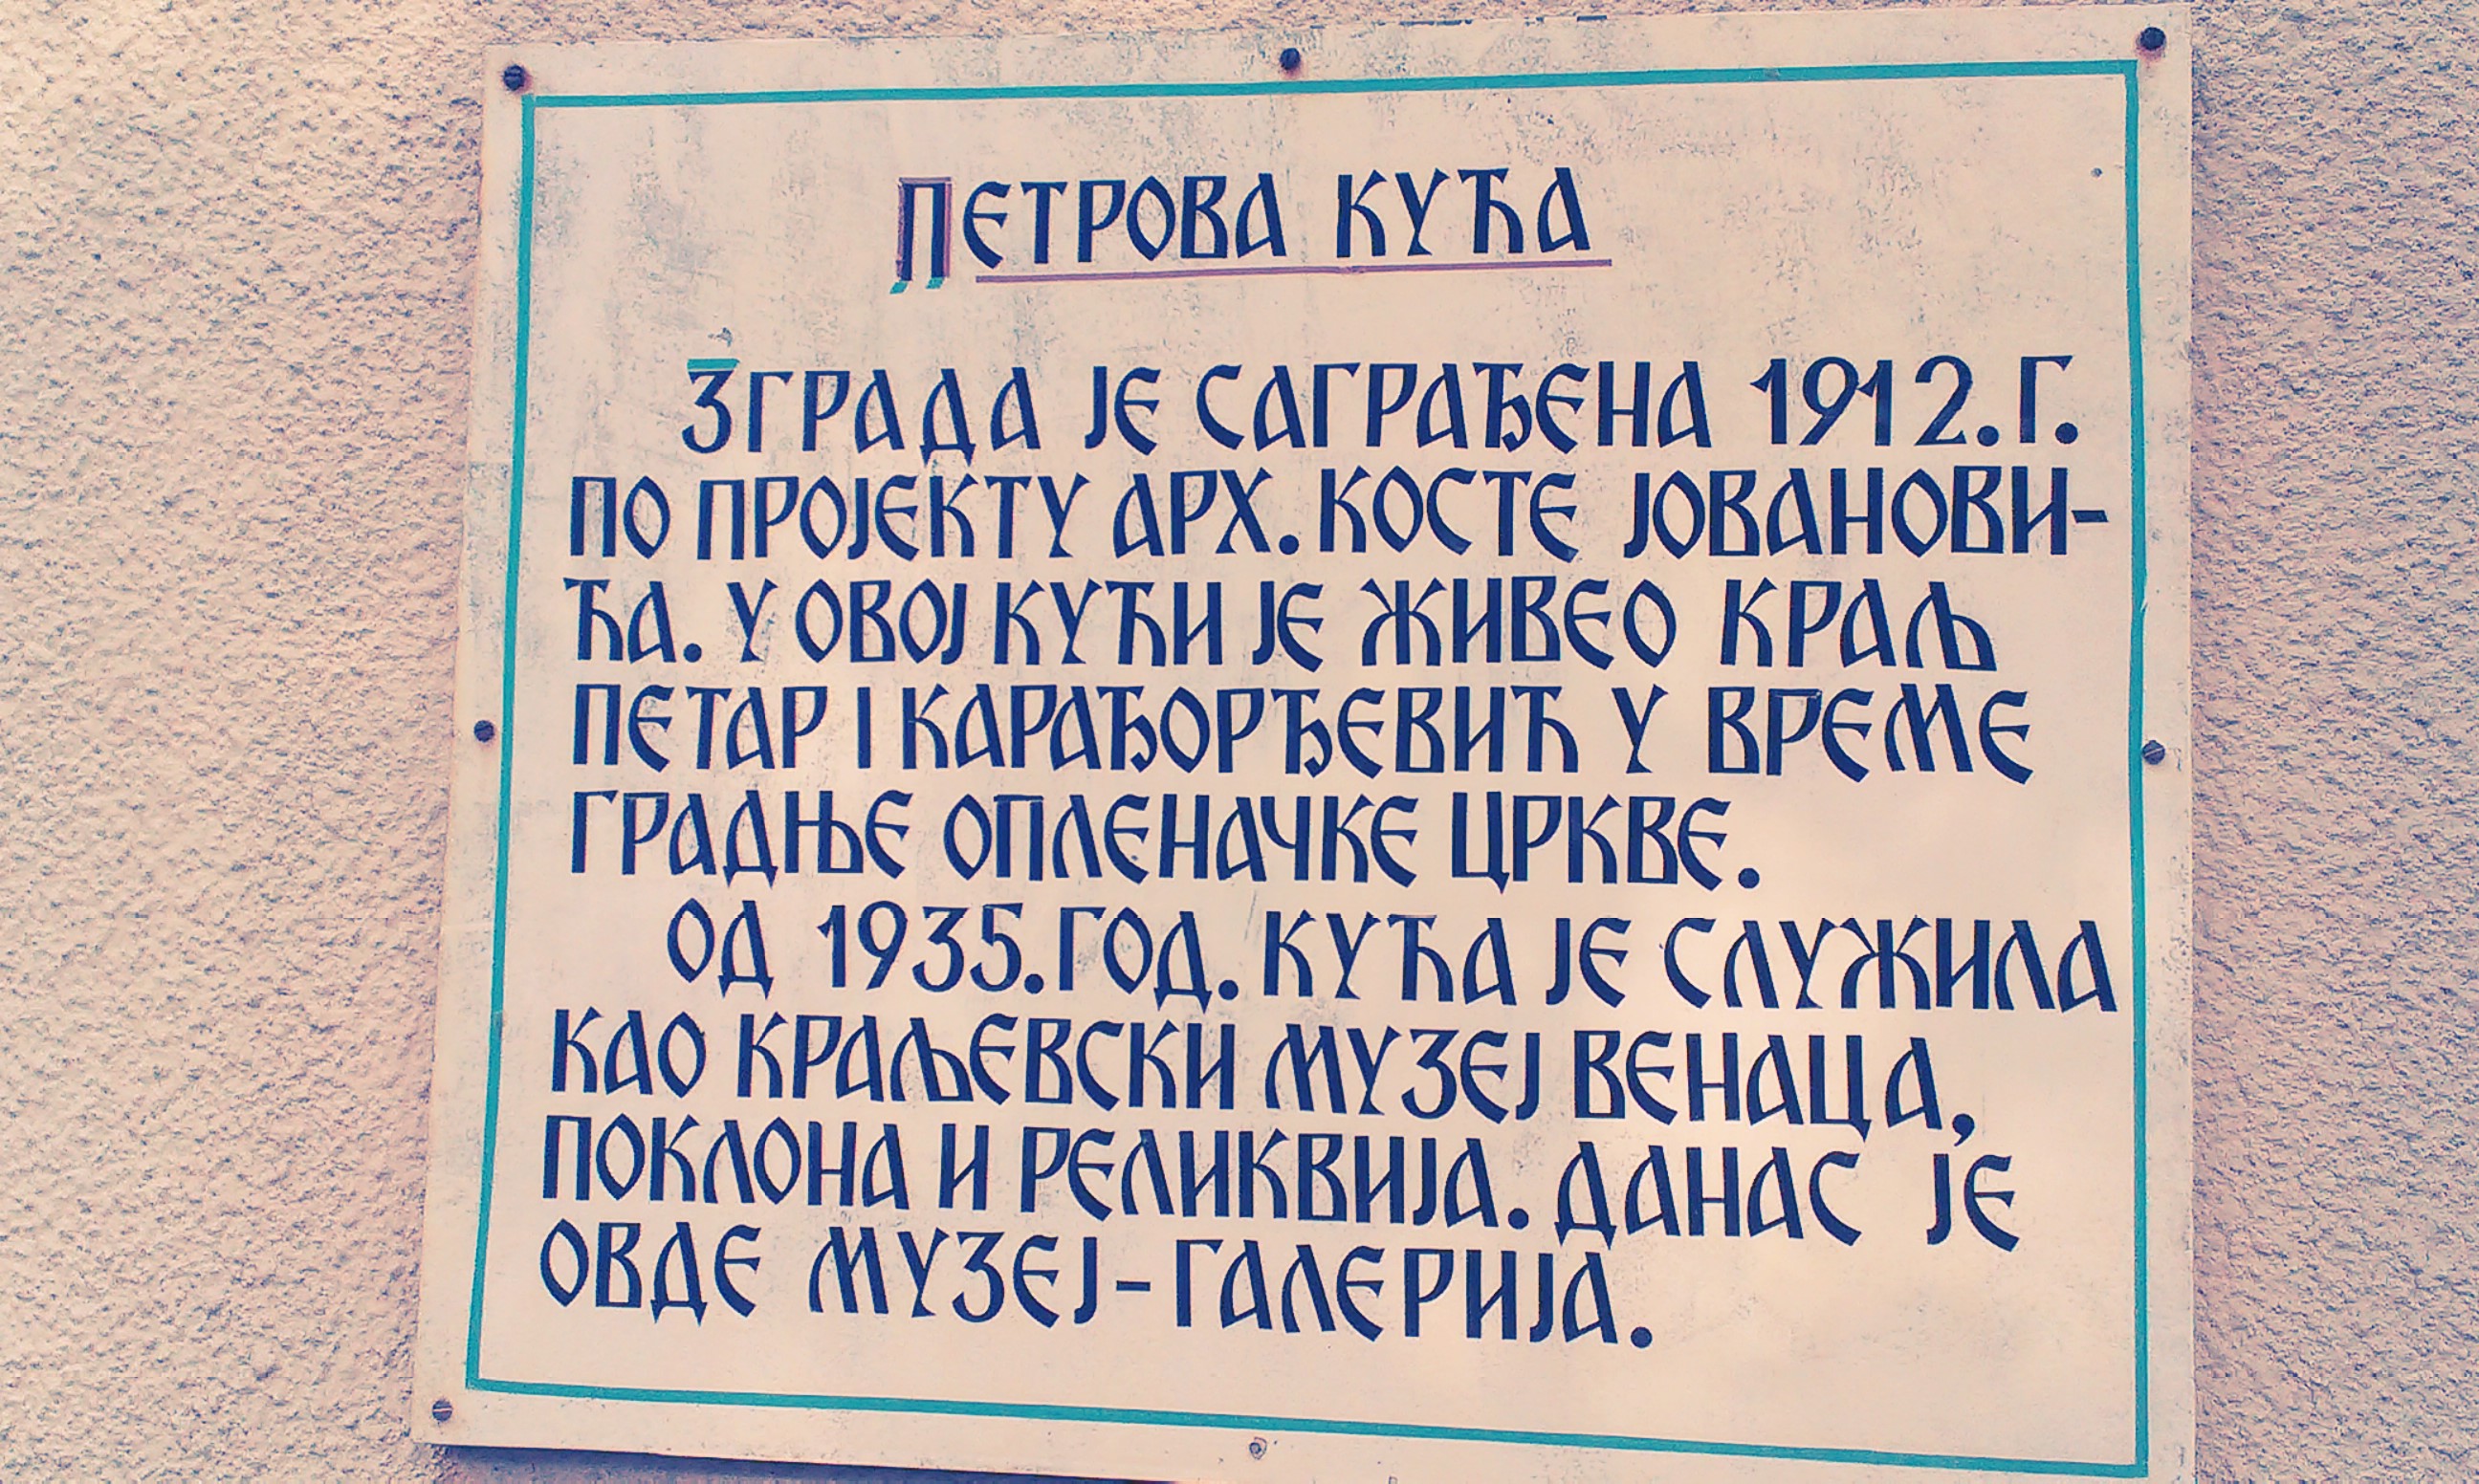 ПЕТРОВА КУЋА
ЗГРАДА ЈЕ САГРАЂЕНА 1912.Г.
ПО ПРОЈЕКТУ АРХ. КОСТЕ ЈОВАНОВИ-
ЋА. У ОВОЈ КУЋИ ЈЕ ЖИВЕО КРАЉ
ПЕТАР I КАРАЂОРЂЕВИЋ У ВРЕМЕ
ГРАДЊЕ ОПЛЕНАЧКЕ ЦРКВЕ.
ОД 1935. ГОД. КУЋА ЈЕ СЛУЖИЛА
КАО КРАЉЕВСКИ МУЗЕЈ ВЕНАЦА,
ПОКЛОНА И РЕЛИКВИЈА. ДАНАС ЈЕ
ОВДЕ МУЗЕЈ-ГАЛЕРИЈА.